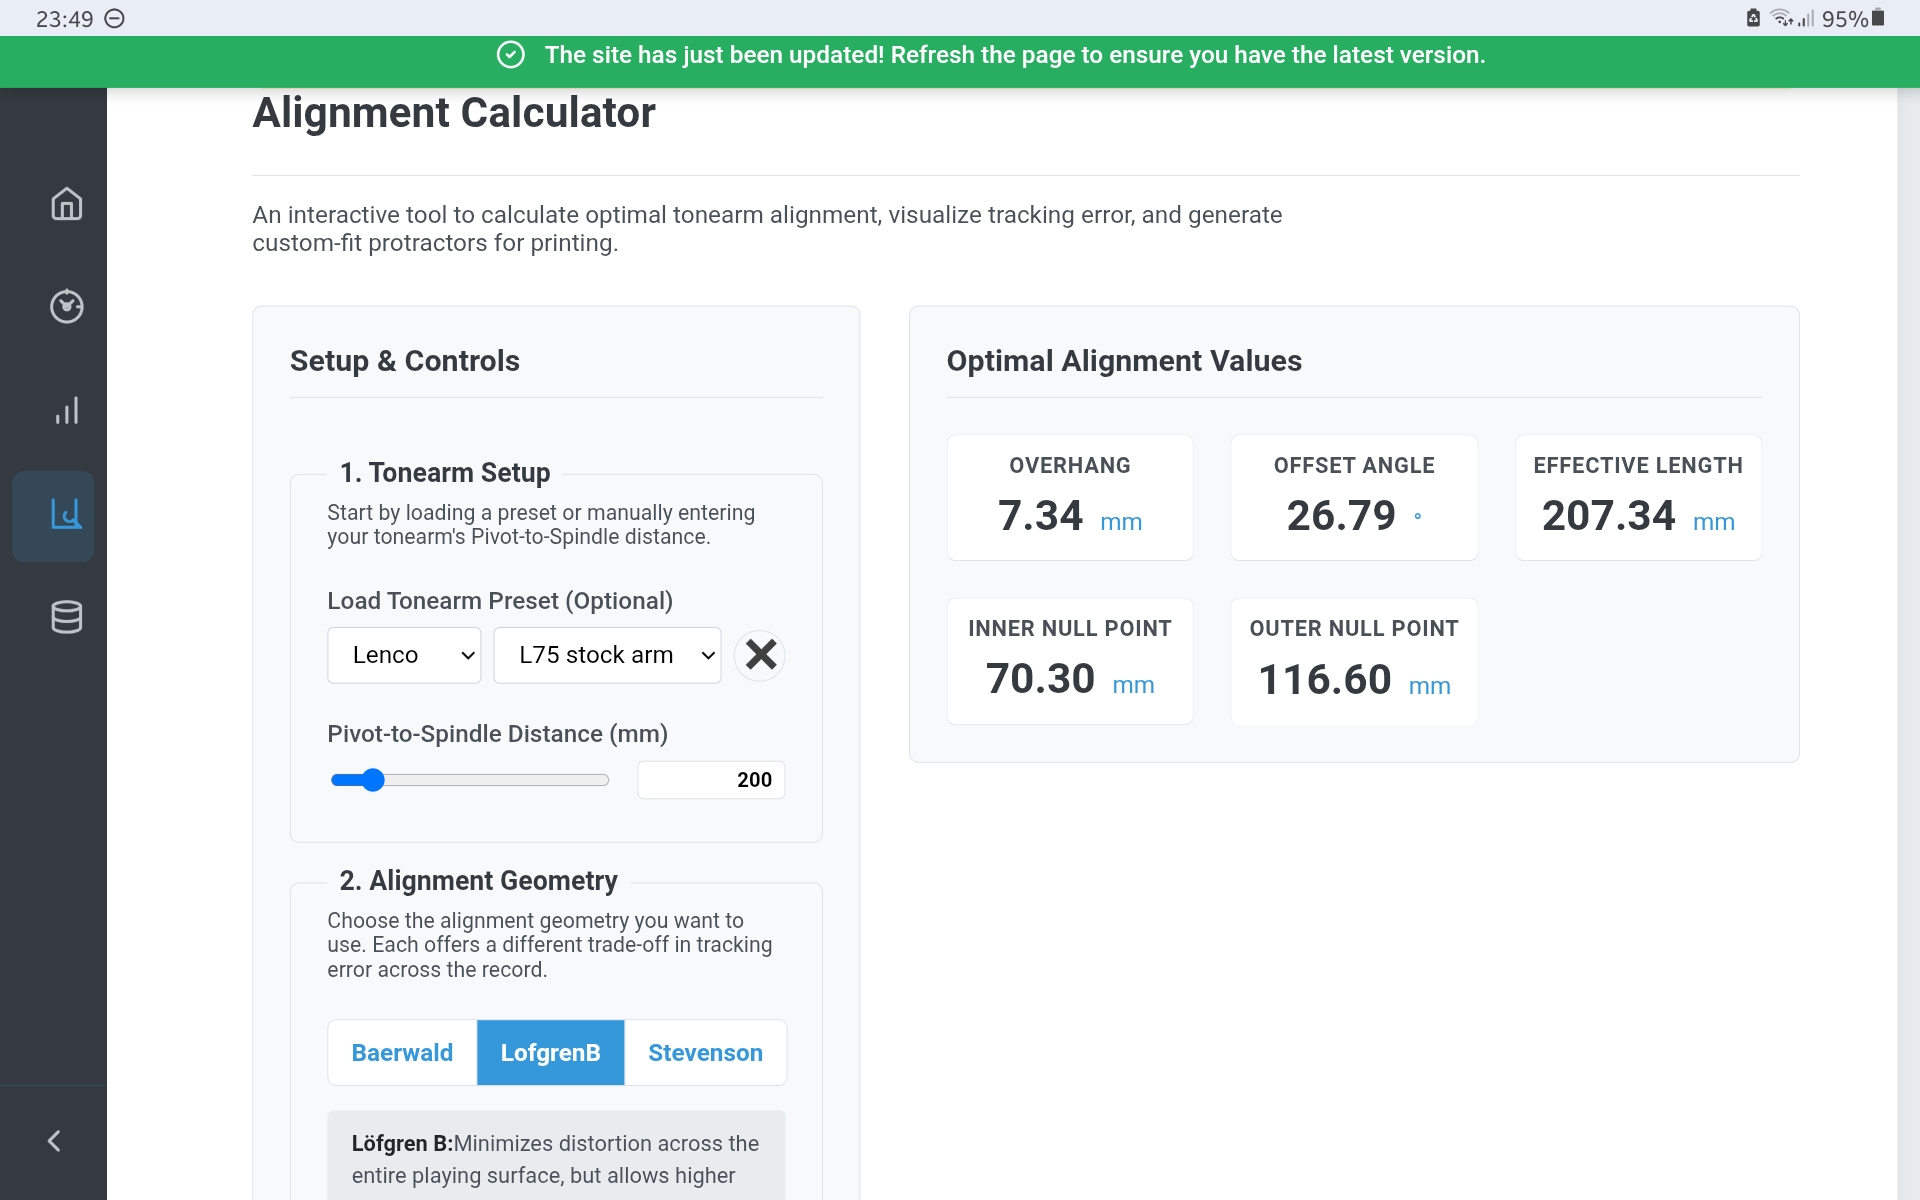 23:49
95%
The site has just been updated! Refresh the page to ensure you have the latest version.
Alignment Calculator
An interactive tool to calculate optimal tonearm alignment, visualize tracking error, and generate
custom-fit protractors for printing.
Setup & Controls
1. Tonearm Setup
Start by loading a preset or manually entering
your tonearm's Pivot-to-Spindle distance.
Load Tonearm Preset (Optional)
Lenco
L75 stock arm
Pivot-to-Spindle Distance (mm)
200
2. Alignment Geometry
Choose the alignment geometry you want to
use. Each offers a different trade-off in tracking
error across the record.
Baerwald
LofgrenB
Stevenson
Löfgren B:Minimizes distortion across the
entire playing surface, but allows higher
Optimal Alignment Values
OVERHANG
7.34 mm
OFFSET ANGLE
26.79 °
EFFECTIVE LENGTH
207.34 mm
INNER NULL POINT
70.30 mm
OUTER NULL POINT
116.60 mm